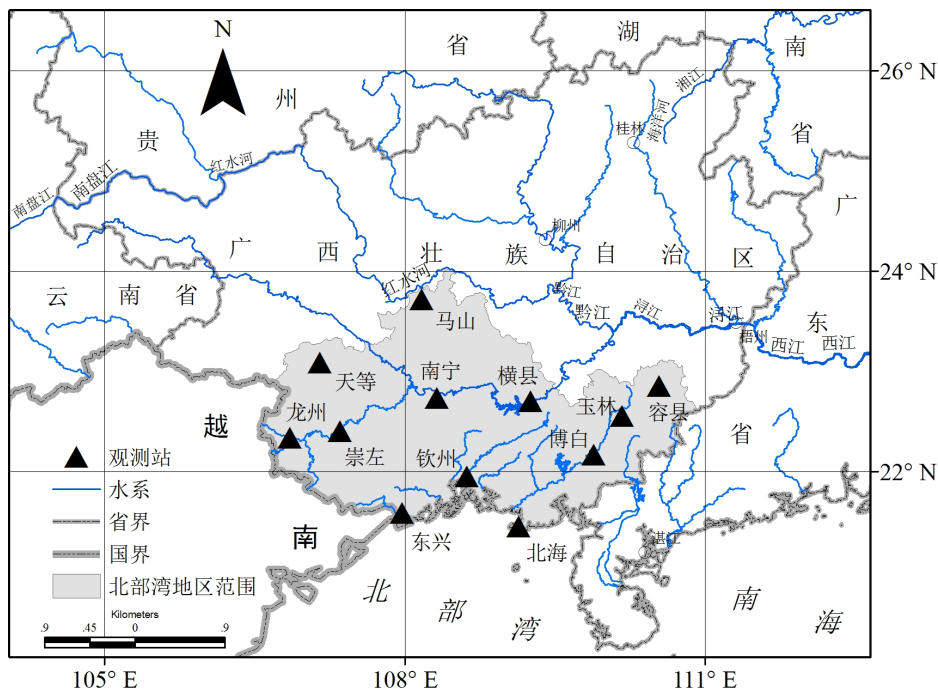 N
省
湖
南
26° N
州
湘江
贵
桂林
海洋河
省
红水河
南盘江
南盘江
广
广
西
壮
族
自
治
区
柳州
24° N
云
南
省
红水河
黔江
马山
黔江
浔江
浔江
东
梧州
西江
西江
天等
南宁
横县
龙州
越
玉林
容县
博白
省
观测站
崇左
钦州
22° N
水系
省界
南
东兴
北海
湛江
国界
北部湾地区范围
北
部
湾
南
海
Kilometers
.9
.45
0
.9
105° E
108° E
111° E